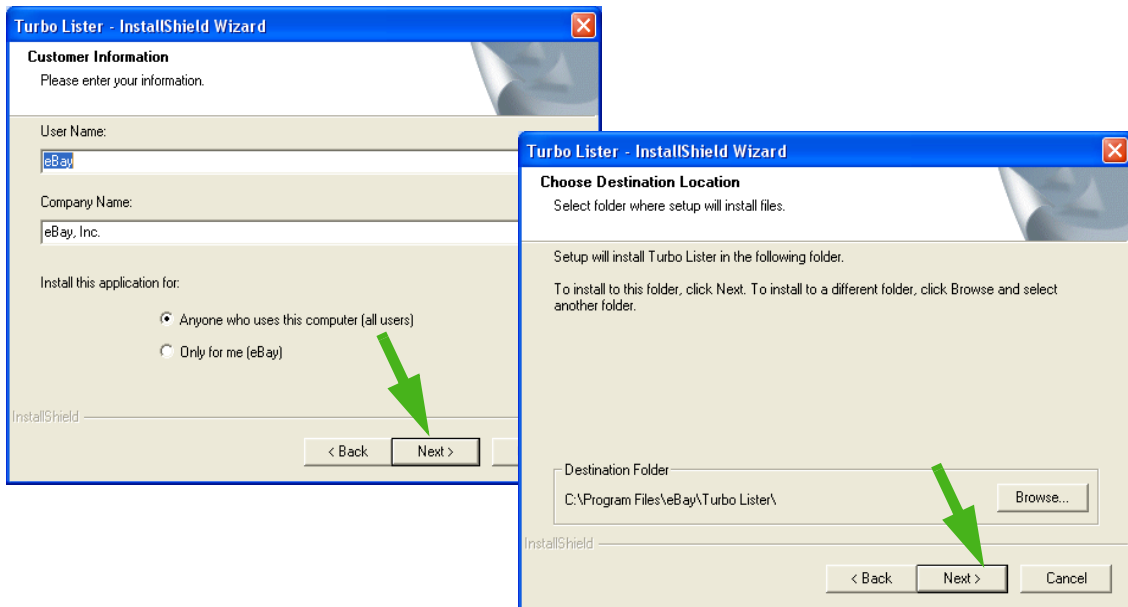 Turbo Lister - InstallShield Wizard
Customer Information
Please enter your information.
User Name:
eBay
Company Name:
eBay, Inc.
Install this application for:
Anyone who uses this computer (all users)
Only for me (eBay)
InstallShield
< Back
Next >
Turbo Lister - InstallShield Wizard
Choose Destination Location
Select folder where setup will install files.
Setup will install Turbo Lister in the following folder.
To install to this folder, click Next. To install to a different folder, click Browse and select
another folder.
Destination Folder
C:\Program Files\eBay\Turbo Lister\
Browse...
InstallShield
< Back
Next >
Cancel